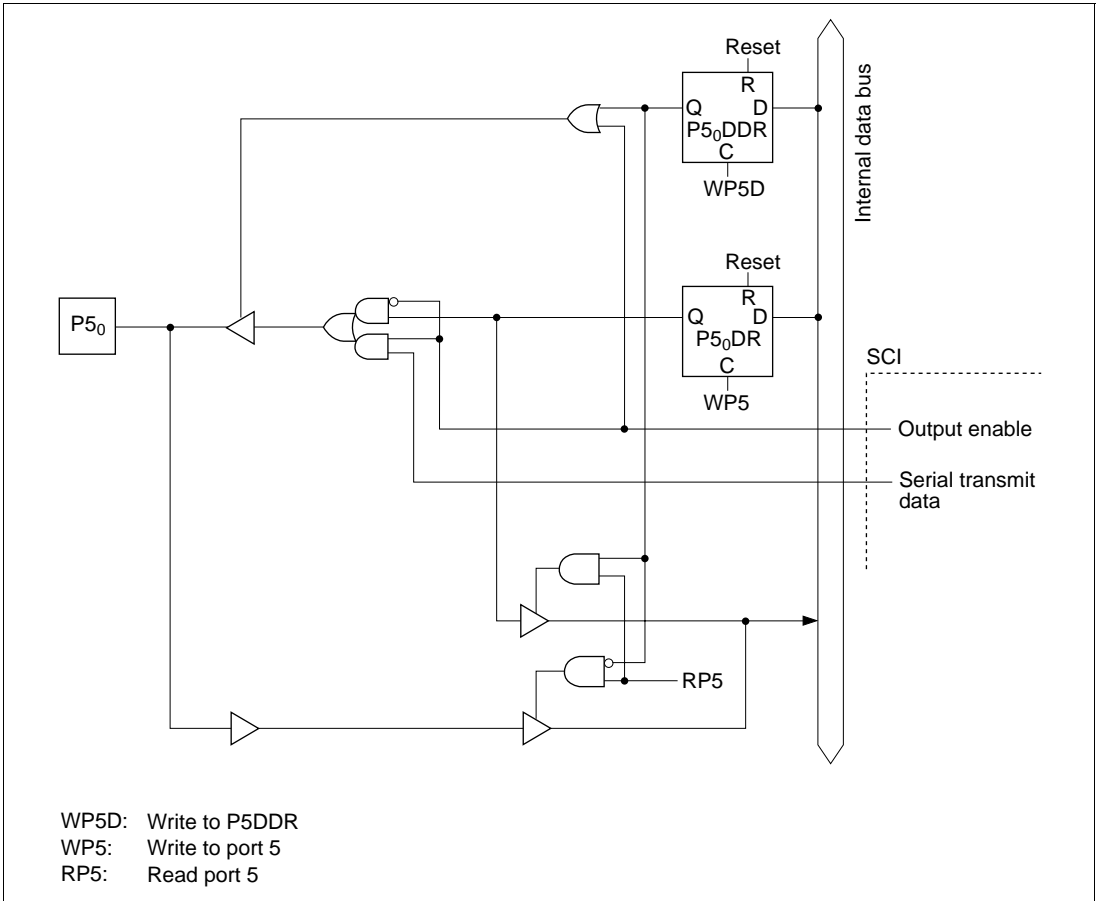 Reset
R
Q D
P5₀DDR
C
WP5D
Internal data bus
Reset
R
Q D
P5₀DR
C
WP5
P5₀
SCI
Output enable
Serial transmit
data
RP5
WP5D: Write to P5DDR
WP5: Write to port 5
RP5: Read port 5